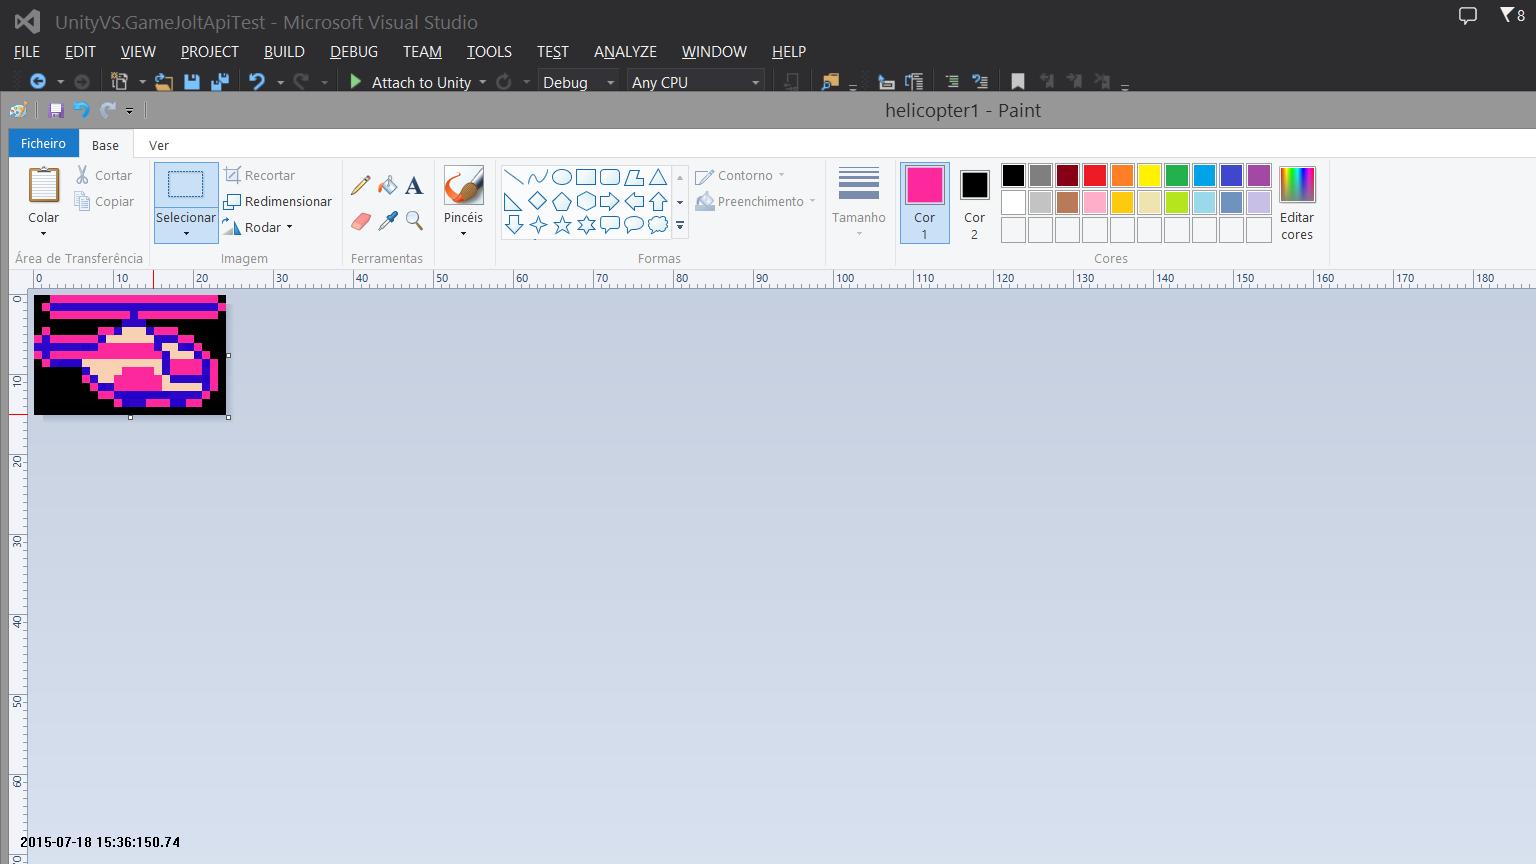 UnityVS.GameJoltApiTest - Microsoft Visual Studio
8
FILE EDIT VIEW PROJECT BUILD DEBUG TEAM TOOLS TEST ANALYZE WINDOW HELP
Attach to Unity Debug Any CPU
helicopter1 - Paint
Ficheiro Base Ver
Colar
Cortar
Copiar
Área de Transferência
Selecionar
Recortar
Redimensionar
Rodar
Imagem
A
Ferramentas
Pincéis
Contorno
Preenchimento
Formas
Tamanho
Cor
1
Cor
2
Editar
cores
Cores
0 10 20 30 40 50 60 70 80 90 100 110 120 130 140 150 160 170 180
0
10
20
30
40
50
60
70
2015-07-18 15:36:150.74